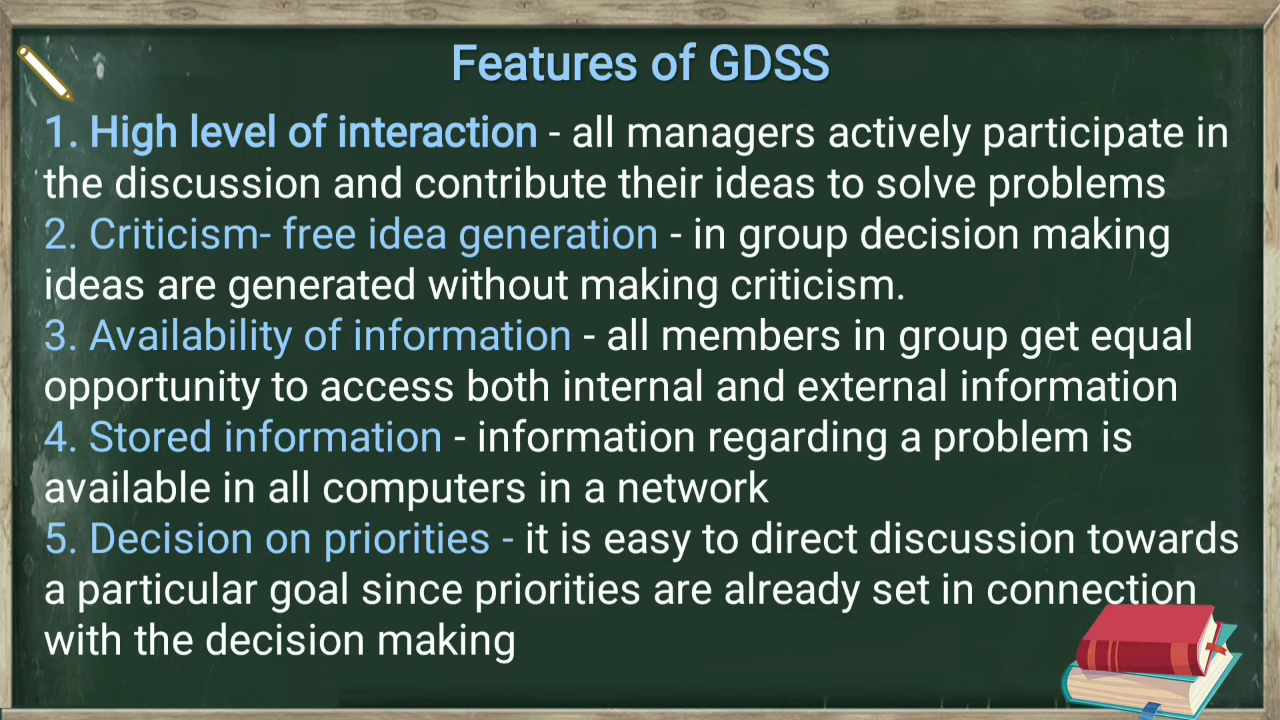 Features of GDSS
1. High level of interaction - all managers actively participate in
the discussion and contribute their ideas to solve problems
2. Criticism- free idea generation - in group decision making
ideas are generated without making criticism.
3. Availability of information - all members in group get equal
opportunity to access both internal and external information
4. Stored information - information regarding a problem is
available in all computers in a network
5. Decision on priorities - it is easy to direct discussion towards
a particular goal since priorities are already set in connection
with the decision making